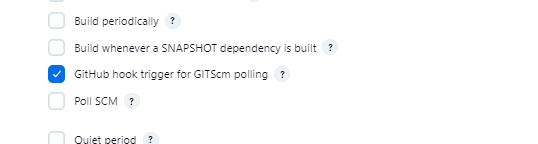 Build periodically ?
Build whenever a SNAPSHOT dependency is built ?
GitHub hook trigger for GITScm polling ?
Poll SCM ?
Quiet period ?